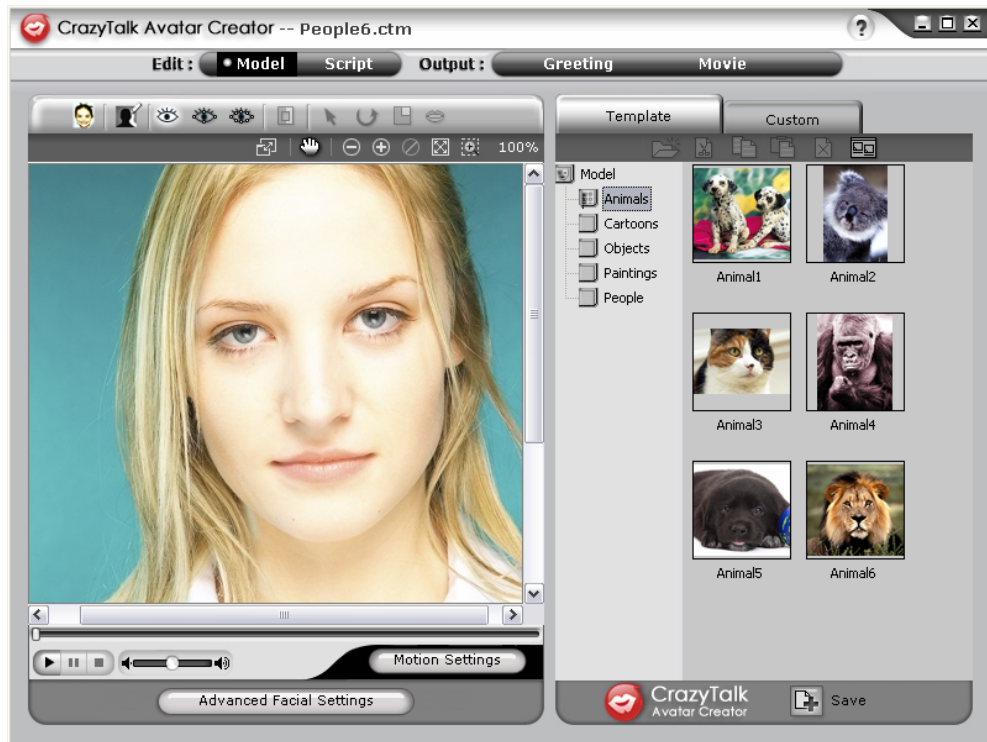 CrazyTalk Avatar Creator -- People6.ctm
?
Edit : Model Script Output : Greeting Movie
100%
Template
Custom
Model
Animals
Cartoons
Objects
Paintings
People
Animal1
Animal2
Animal3
Animal4
Animal5
Animal6
Motion Settings
Advanced Facial Settings
CrazyTalk
Avatar Creator
Save